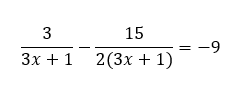 3/(3x + 1) − 15/(2(3x + 1)) = −9